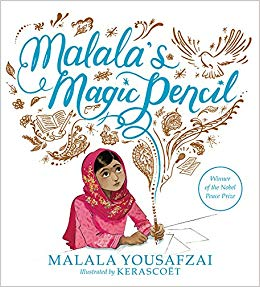 Malala's
Magic Pencil
Winner
of the Nobel
Peace Prize
MALALA YOUSAFZAI
Illustrated by KERASCOËT